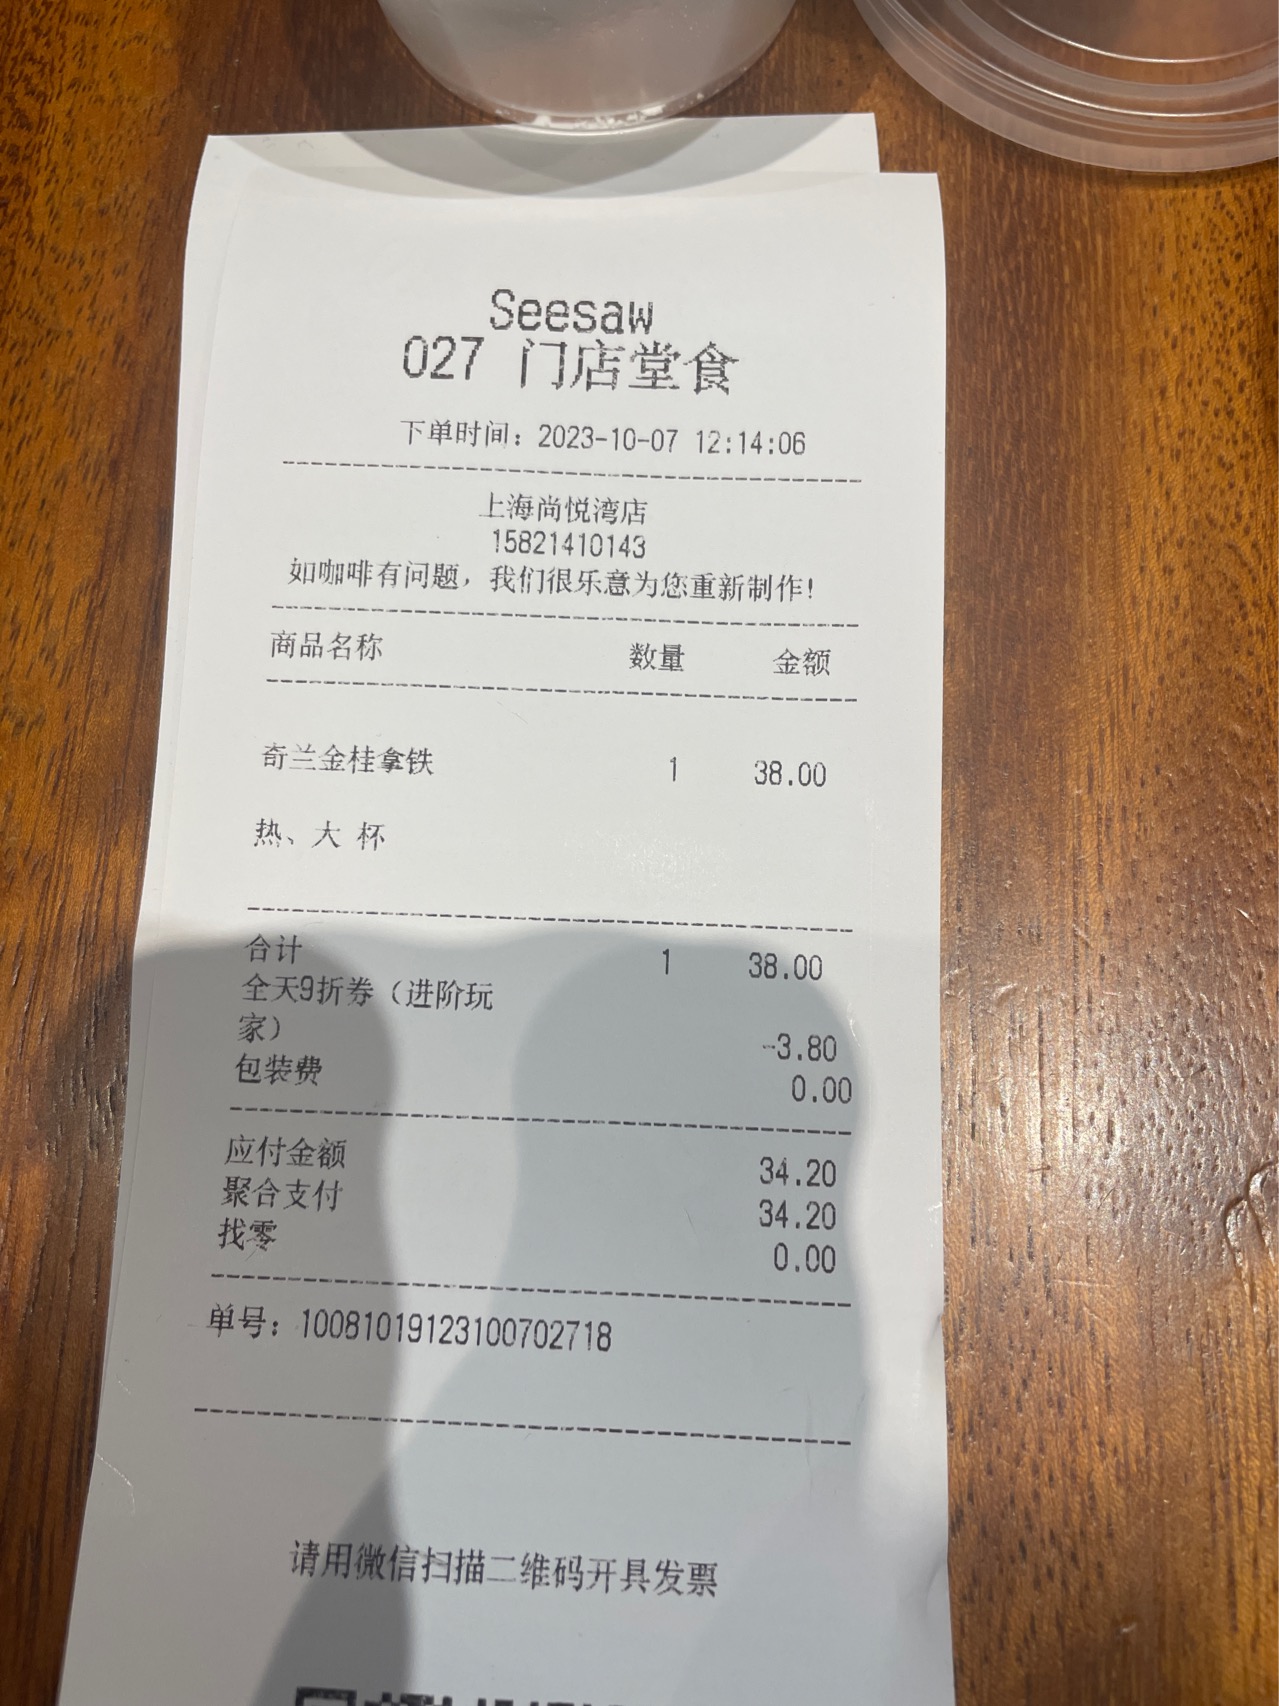 Seesaw
027 门店堂食
下单时间：2023-10-07 12:14:06
上海尚悦湾店
15821410143
如咖啡有问题，我们很乐意为您重新制作！
商品名称 数量 金额
奇兰金桂拿铁 1 38.00
热、大 杯
合计 1 38.00
全天9折券（进阶玩
家） -3.80
包装费 0.00
应付金额 34.20
聚合支付 34.20
找零 0.00
单号：10081019123100702718
请用微信扫描二维码开具发票